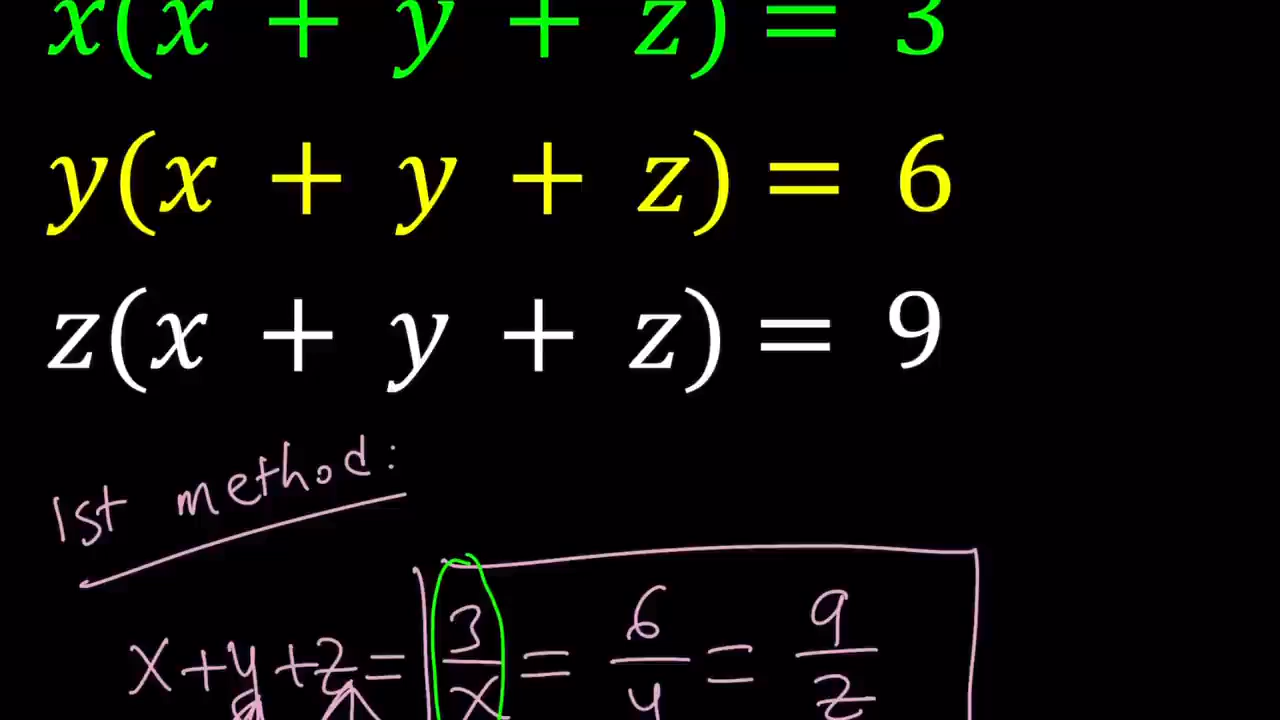 x(x + y + z) = 3
y(x + y + z) = 6
z(x + y + z) = 9
1st method:
x+y+z = 3/x = 6/y = 9/z